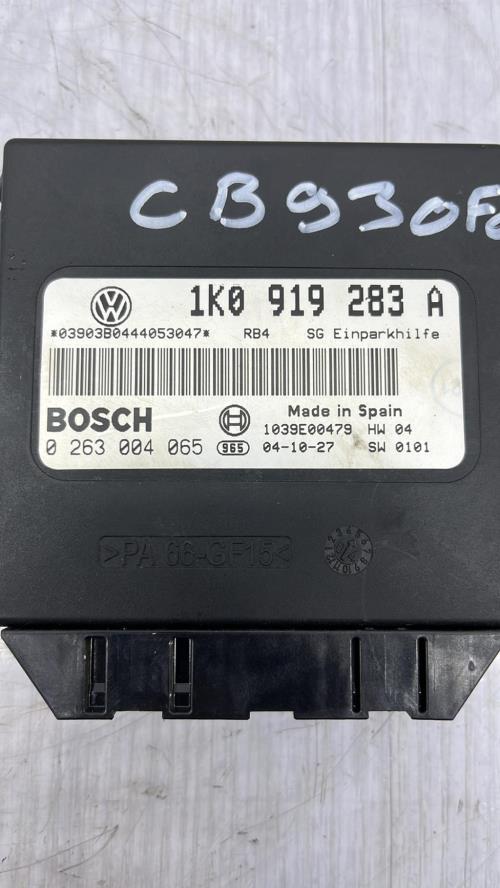 CB930F
1K0 919 283 A
*03903B0444053047* RB4 SG Einparkhilfe
BOSCH Made in Spain
1039E00479 HW 04
0 263 004 065 965 04-10-27 SW 0101
>PA 66-GF15<